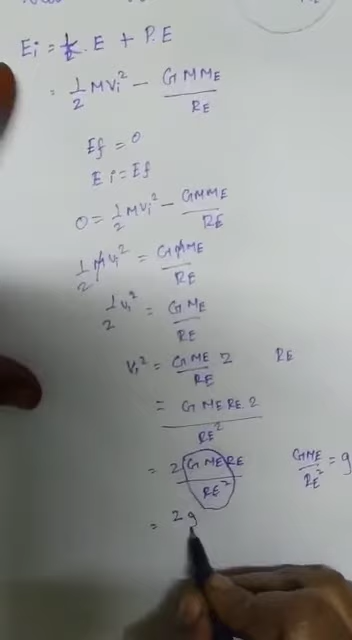 Ei = K.E + P.E
= 1/2 MVi² - GMME/RE
Ef = 0
Ei = Ef
0 = 1/2 MVi² - GMME/RE
1/2 MVi² = GMME/RE
1/2 Vi² = GME/RE
Vi² = GME/RE 2 RE
= GMERE.2/RE²
= 2 GMERE/RE² GME/RE² = g
= 2g